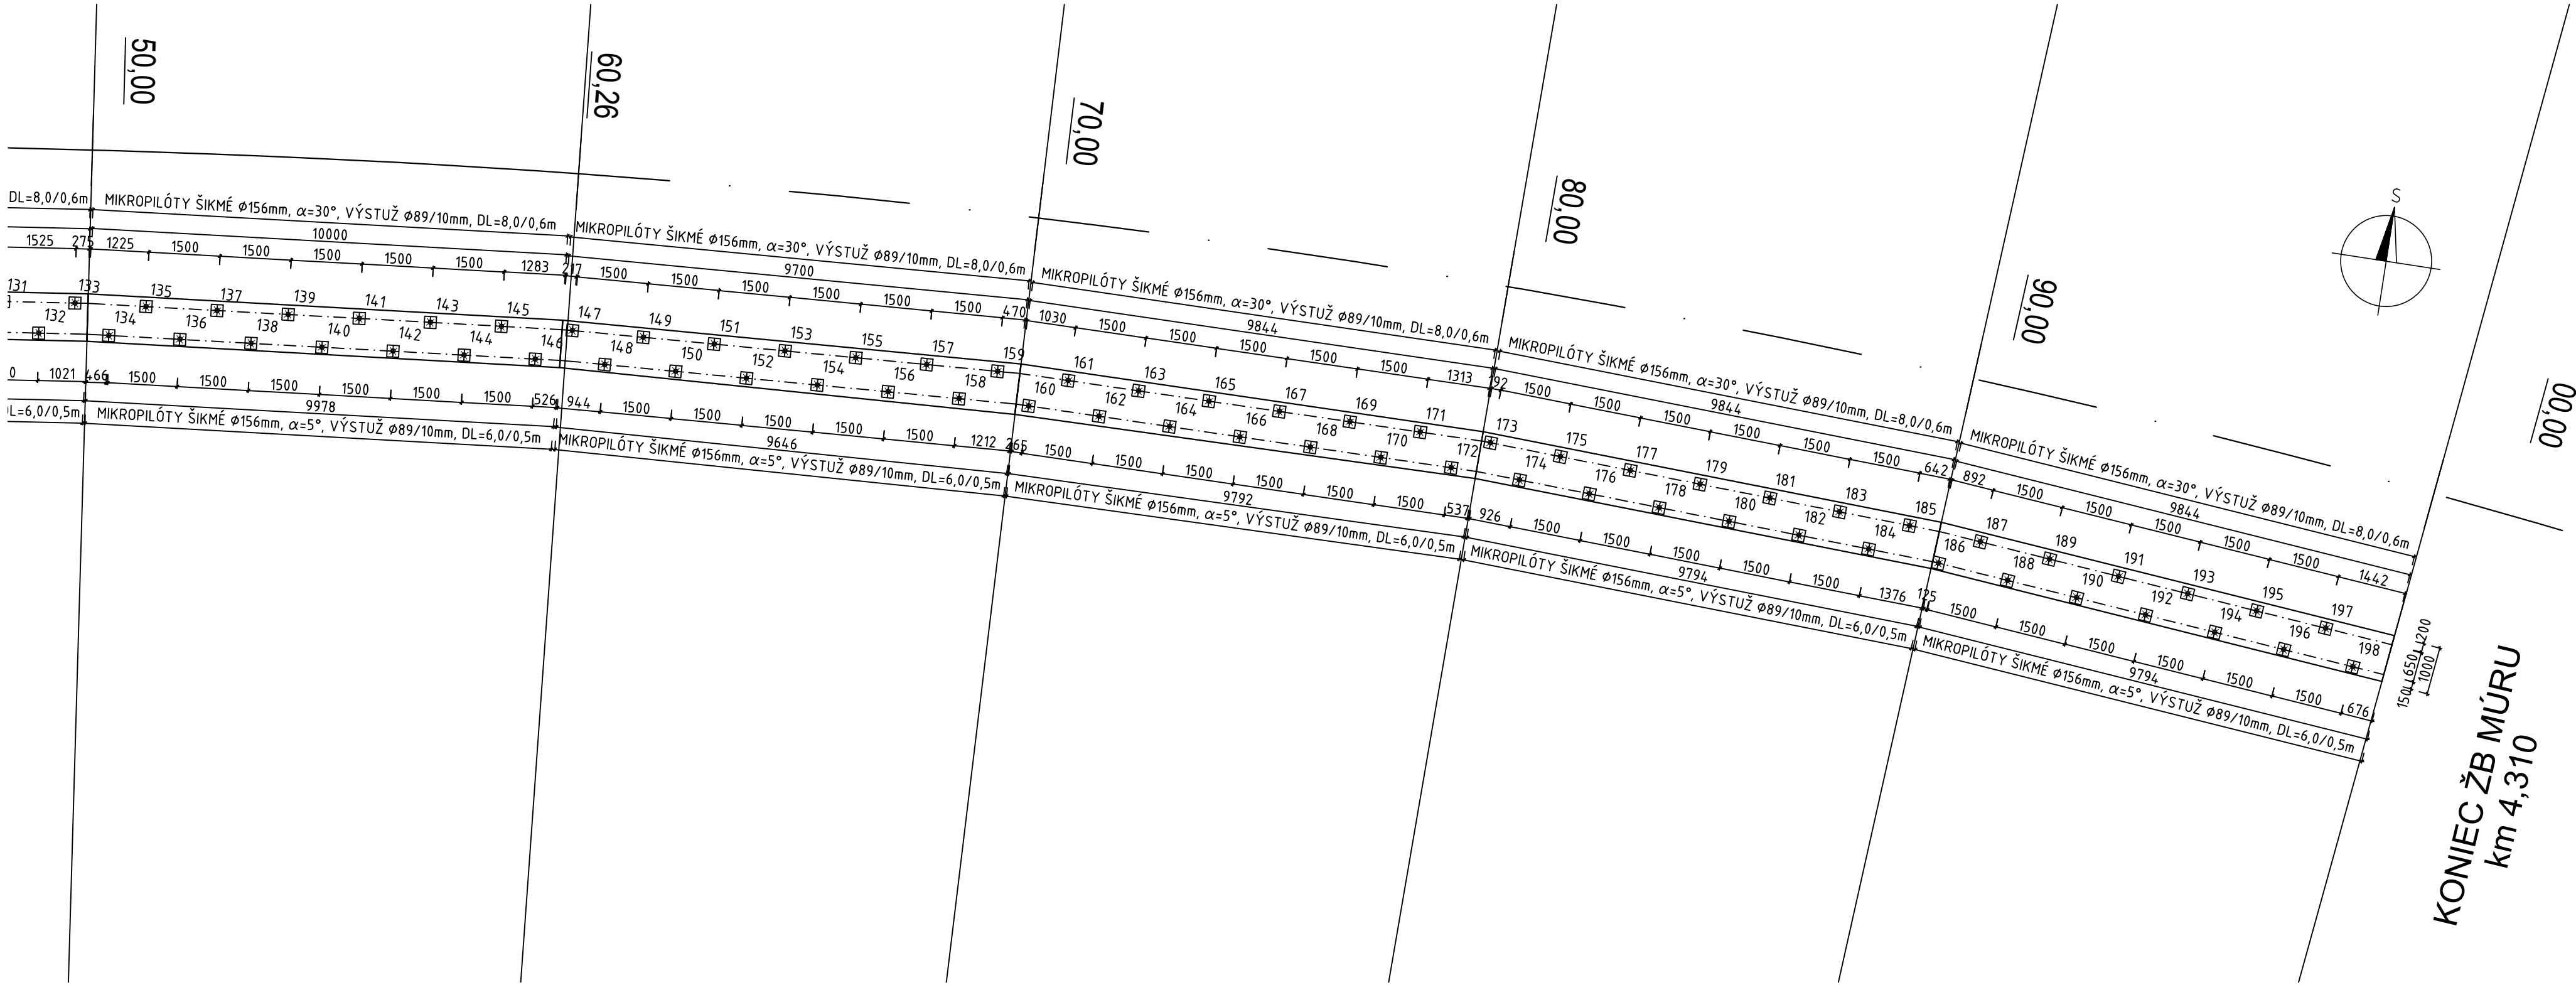 50,00
60,26
70,00
80,00
90,00
00,00
S
DL=8,0/0,6m
MIKROPILÓTY ŠIKMÉ ø156mm, α=30°, VÝSTUŽ ø89/10mm, DL=8,0/0,6m
MIKROPILÓTY ŠIKMÉ ø156mm, α=30°, VÝSTUŽ ø89/10mm, DL=8,0/0,6m
MIKROPILÓTY ŠIKMÉ ø156mm, α=30°, VÝSTUŽ ø89/10mm, DL=8,0/0,6m
MIKROPILÓTY ŠIKMÉ ø156mm, α=30°, VÝSTUŽ ø89/10mm, DL=8,0/0,6m
MIKROPILÓTY ŠIKMÉ ø156mm, α=30°, VÝSTUŽ ø89/10mm, DL=8,0/0,6m
10000 9700 9844 9844 9844
1525 275 1225 1500 1500 1500 1500 1500 1283 217 1500 1500 1500 1500 1500 1500 470 1030 1500 1500 1500 1500 1500 1313 192 1500 1500 1500 1500 1500 1500 642 892 1500 1500 1500 1500 1500 1442
131 133 135 137 139 141 143 145 147 149 151 153 155 157 159 161 163 165 167 169 171 173 175 177 179 181 183 185 187 189 191 193 195 197
132 134 136 138 140 142 144 146 148 150 152 154 156 158 160 162 164 166 168 170 172 174 176 178 180 182 184 186 188 190 192 194 196 198
0 1021 466 1500 1500 1500 1500 1500 1500 526 944 1500 1500 1500 1500 1500 1212 265 1500 1500 1500 1500 1500 1500 537 926 1500 1500 1500 1500 1500 1376 125 1500 1500 1500 1500 1500 1500 676
9978 9646 9792 9794 9794
L=6,0/0,5m
MIKROPILÓTY ŠIKMÉ ø156mm, α=5°, VÝSTUŽ ø89/10mm, DL=6,0/0,5m
MIKROPILÓTY ŠIKMÉ ø156mm, α=5°, VÝSTUŽ ø89/10mm, DL=6,0/0,5m
MIKROPILÓTY ŠIKMÉ ø156mm, α=5°, VÝSTUŽ ø89/10mm, DL=6,0/0,5m
MIKROPILÓTY ŠIKMÉ ø156mm, α=5°, VÝSTUŽ ø89/10mm, DL=6,0/0,5m
MIKROPILÓTY ŠIKMÉ ø156mm, α=5°, VÝSTUŽ ø89/10mm, DL=6,0/0,5m
150 650 200
1000
KONIEC ŽB MÚRU
km 4,310